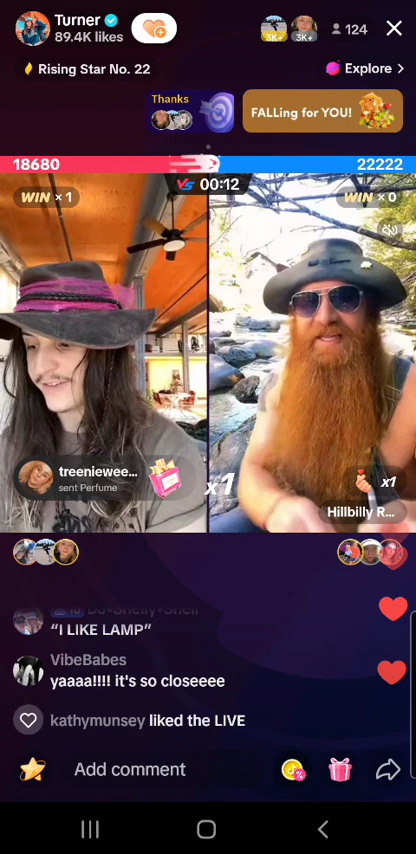 Turner
89.4K likes
3K+
3K+
124
Rising Star No. 22
Explore >
Thanks
FALLing for YOU!
18680
22222
VS 00:12
WIN × 1
WIN × 0
treeniewee...
sent Perfume
x1
x1
Hillbilly R...
“I LIKE LAMP”
VibeBabes
yaaaa!!!! it's so closeeee
kathymunsey liked the LIVE
Add comment